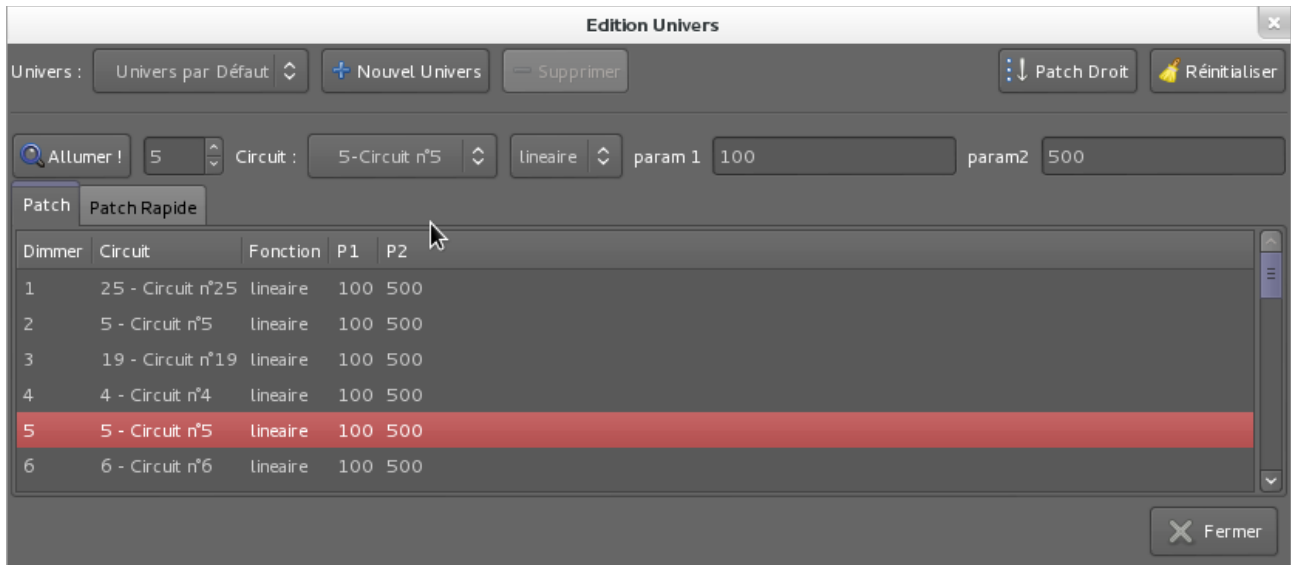 Edition Univers
Univers : Univers par Défaut Nouvel Univers Supprimer Patch Droit Réinitialiser
Allumer ! 5 Circuit : 5-Circuit n°5 lineaire param 1 100 param2 500
Patch Patch Rapide
Dimmer Circuit Fonction P1 P2
1 25 - Circuit n°25 lineaire 100 500
2 5 - Circuit n°5 lineaire 100 500
3 19 - Circuit n°19 lineaire 100 500
4 4 - Circuit n°4 lineaire 100 500
5 5 - Circuit n°5 lineaire 100 500
6 6 - Circuit n°6 lineaire 100 500
Fermer